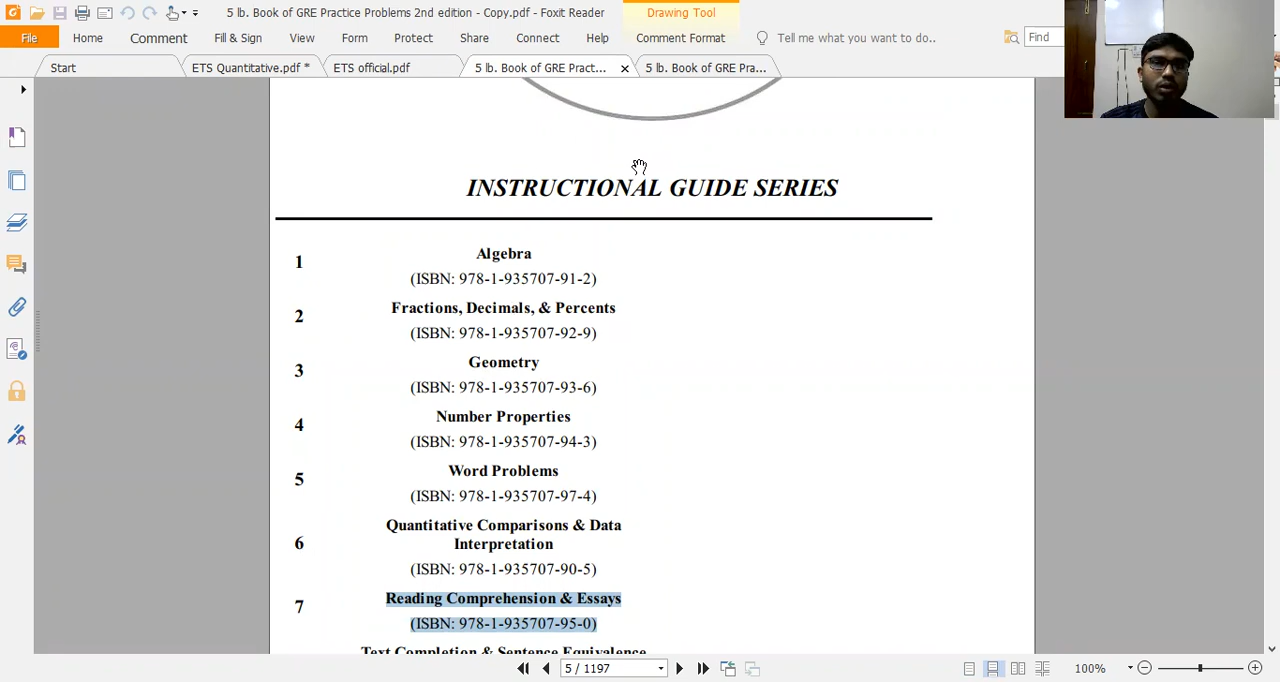 5 lb. Book of GRE Practice Problems 2nd edition - Copy.pdf - Foxit Reader
Drawing Tool
File Home Comment Fill & Sign View Form Protect Share Connect Help Comment Format Tell me what you want to do.. Find
Start ETS Quantitative.pdf * ETS official.pdf 5 lb. Book of GRE Pract... 5 lb. Book of GRE Pra...
INSTRUCTIONAL GUIDE SERIES
1 Algebra
(ISBN: 978-1-935707-91-2)
2 Fractions, Decimals, & Percents
(ISBN: 978-1-935707-92-9)
3 Geometry
(ISBN: 978-1-935707-93-6)
4 Number Properties
(ISBN: 978-1-935707-94-3)
5 Word Problems
(ISBN: 978-1-935707-97-4)
6 Quantitative Comparisons & Data
Interpretation
(ISBN: 978-1-935707-90-5)
7 Reading Comprehension & Essays
(ISBN: 978-1-935707-95-0)
Text Completion & Sentence Equivalence
5 / 1197
100%